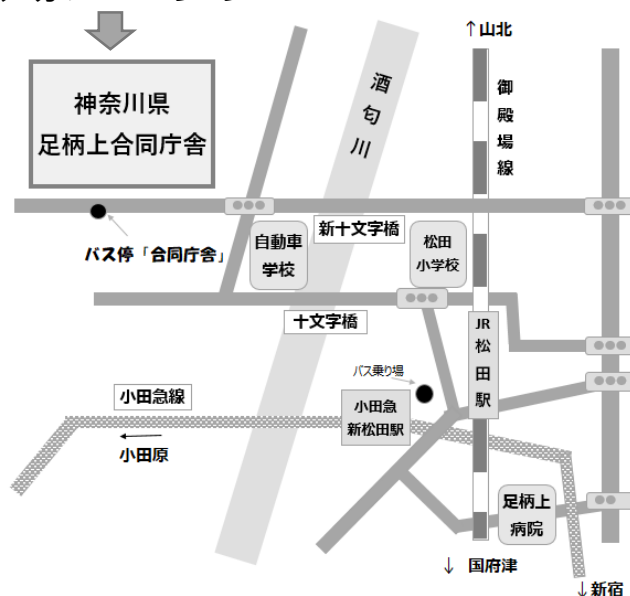 ↑山北
神奈川県
足柄上合同庁舎
酒匂川
御殿場線
バス停「合同庁舎」
自動車
学校
新十文字橋
松田
小学校
十文字橋
JR
松田駅
バス乗り場
小田急線
小田急
新松田駅
←
小田原
足柄上
病院
↓ 国府津
↓新宿